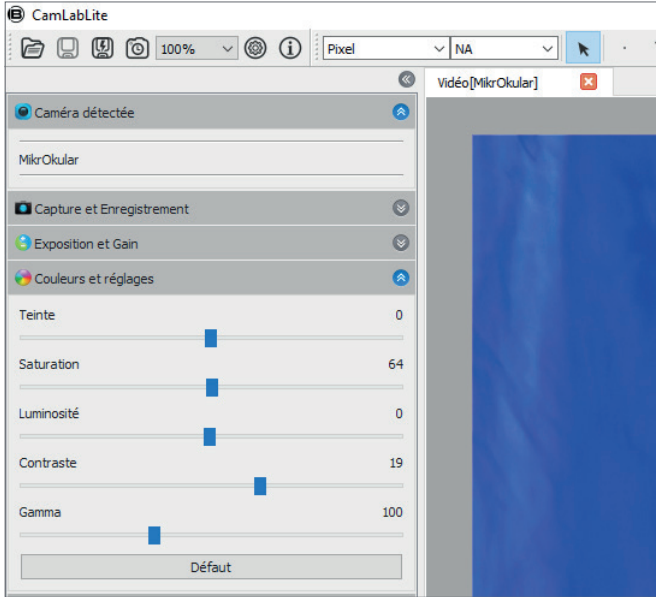 CamLabLite
100% Pixel NA
Vidéo[MikrOkular]
Caméra détectée
MikrOkular
Capture et Enregistrement
Exposition et Gain
Couleurs et réglages
Teinte 0
Saturation 64
Luminosité 0
Contraste 19
Gamma 100
Défaut